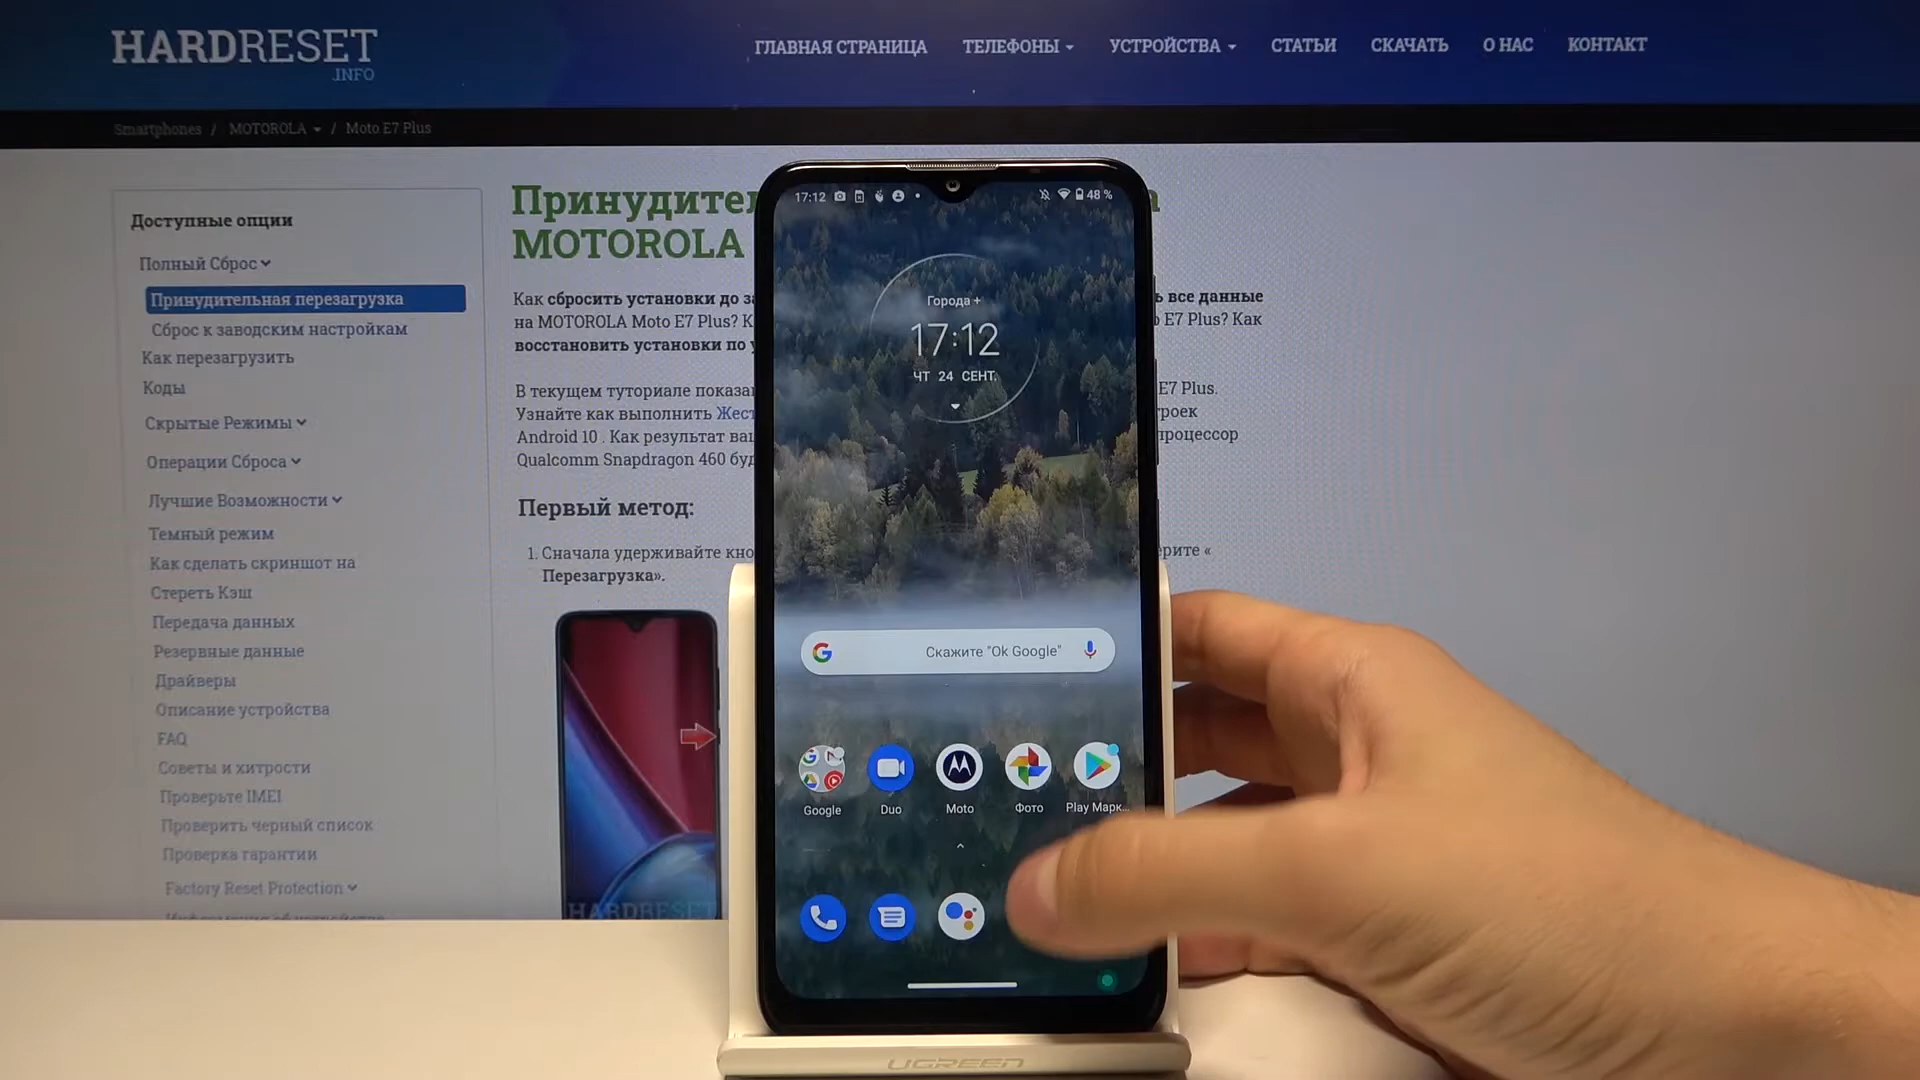 HARDRESET
.INFO
ГЛАВНАЯ СТРАНИЦА
ТЕЛЕФОНЫ
УСТРОЙСТВА
СТАТЬИ
СКАЧАТЬ
О НАС
КОНТАКТ
Smartphones / MOTOROLA / Moto E7 Plus
Доступные опции
Полный Сброс
Принудительная перезагрузка
Сброс к заводским настройкам
Как перезагрузить
Коды
Скрытые Режимы
Операции Сброса
Лучшие Возможности
Темный режим
Как сделать скриншот на
Стереть Кэш
Передача данных
Резервные данные
Драйверы
Описание устройства
FAQ
Советы и хитрости
Проверьте IMEI
Проверить черный список
Проверка гарантии
Factory Reset Protection
Принудител
MOTOROLA
Как сбросить установки до з
ь все данные
на MOTOROLA Moto E7 Plus? К
E7 Plus? Как
восстановить установки по у
В текущем туториале показа
E7 Plus.
Узнайте как выполнить Жес
троек
Android 10 . Как результат ва
процессор
Qualcomm Snapdragon 460 бу
Первый метод:
1. Сначала удерживайте кно
ерите «
Перезагрузка».
HARDRESET
17:12
48 %
Города +
17:12
ЧТ 24 СЕНТ.
Скажите "Ok Google"
Google
Duo
Moto
Фото
Play Марк...
UGREEN